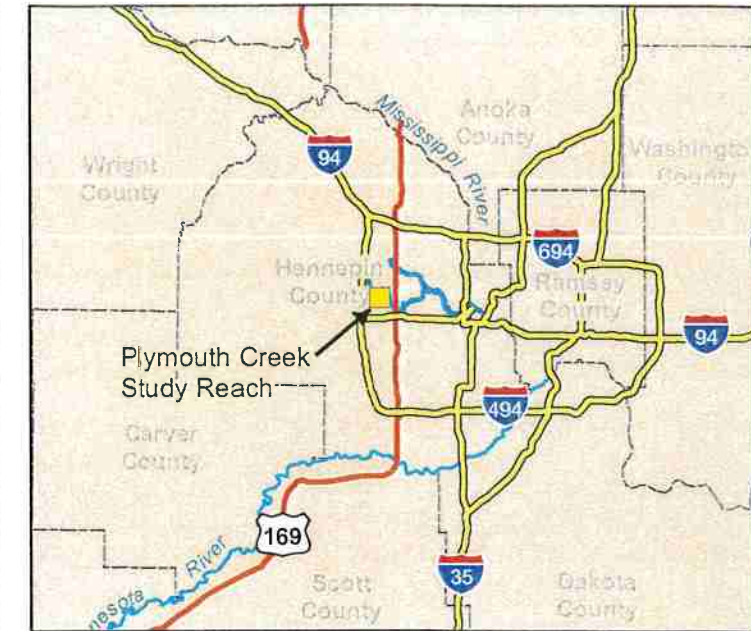 Anoka
County
Mississippi River
94
Wright
County
Washington
County
694
Hennepin
County
Ramsey
County
94
Plymouth Creek
Study Reach
494
Carver
County
169
River
nesota
35
Scott
County
Dakota
County